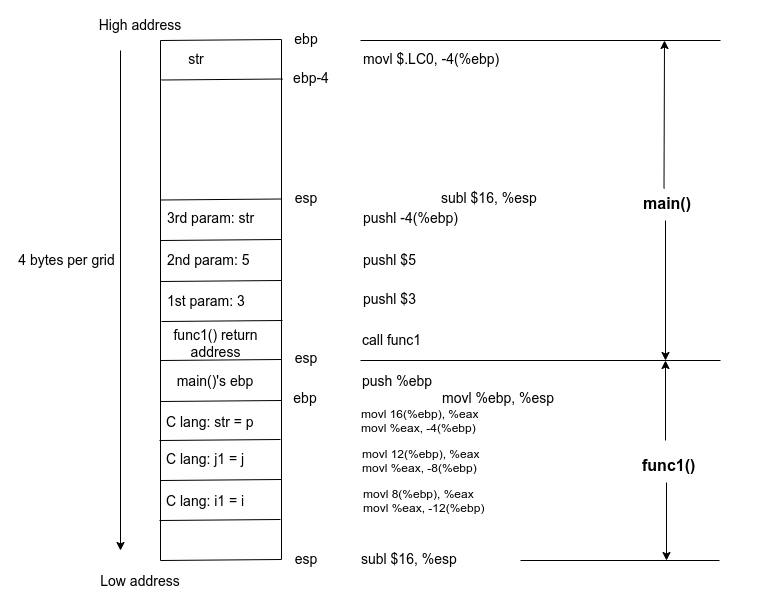 High address
ebp
str
movl $.LC0, -4(%ebp)
ebp-4
esp
subl $16, %esp
main()
3rd param: str
pushl -4(%ebp)
4 bytes per grid
2nd param: 5
pushl $5
1st param: 3
pushl $3
func1() return
address
call func1
esp
main()'s ebp
push %ebp
ebp
movl %ebp, %esp
C lang: str = p
movl 16(%ebp), %eax
movl %eax, -4(%ebp)
C lang: j1 = j
movl 12(%ebp), %eax
movl %eax, -8(%ebp)
func1()
C lang: i1 = i
movl 8(%ebp), %eax
movl %eax, -12(%ebp)
esp
subl $16, %esp
Low address